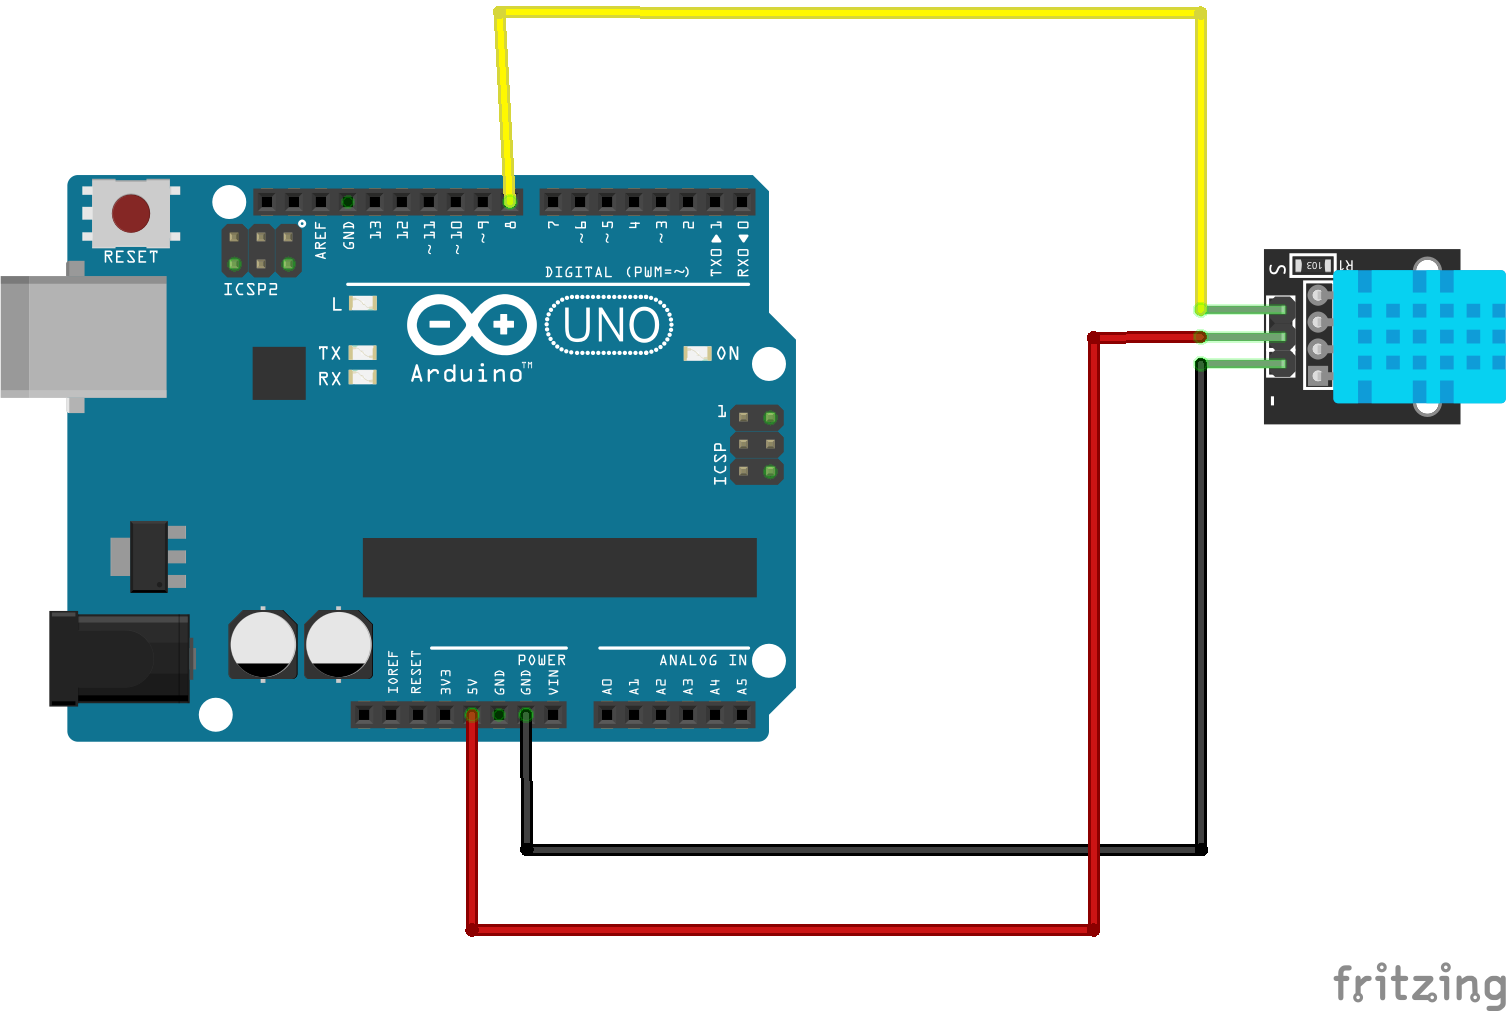 RESET
ICSP2
AREF
GND
13
12
~11
~10
~9
8
7
~6
~5
4
~3
2
TX0▶1
RX0◀0
DIGITAL (PWM=~)
L
TX
RX
UNO
Arduino™
ON
1
ICSP
S
103
R1
-
IOREF
RESET
3V3
5V
GND
GND
VIN
POWER
ANALOG IN
A0
A1
A2
A3
A4
A5
fritzing